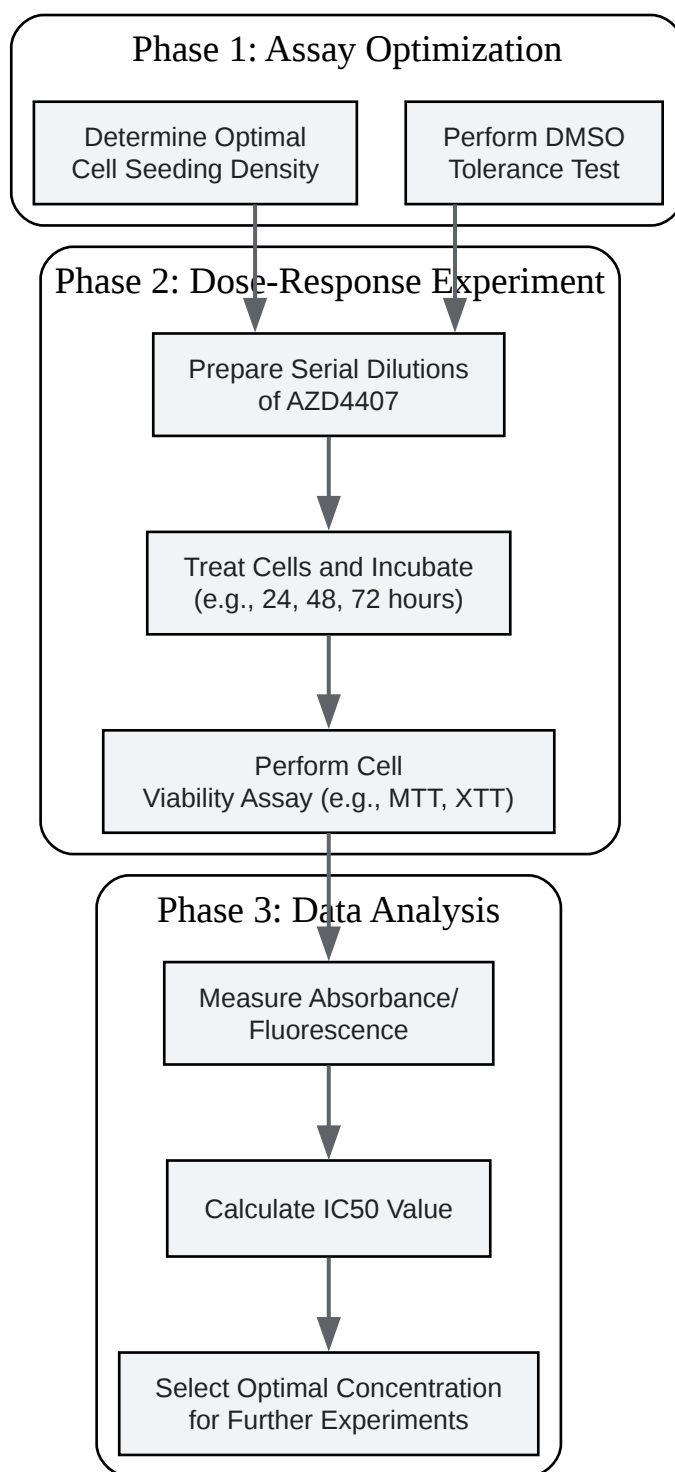 Phase 1: Assay Optimization
Determine Optimal
Cell Seeding Density
Perform DMSO
Tolerance Test
Phase 2: Dose-Response Experiment
Prepare Serial Dilutions
of AZD4407
Treat Cells and Incubate
(e.g., 24, 48, 72 hours)
Perform Cell
Viability Assay (e.g., MTT, XTT)
Phase 3: Data Analysis
Measure Absorbance/
Fluorescence
Calculate IC50 Value
Select Optimal Concentration
for Further Experiments